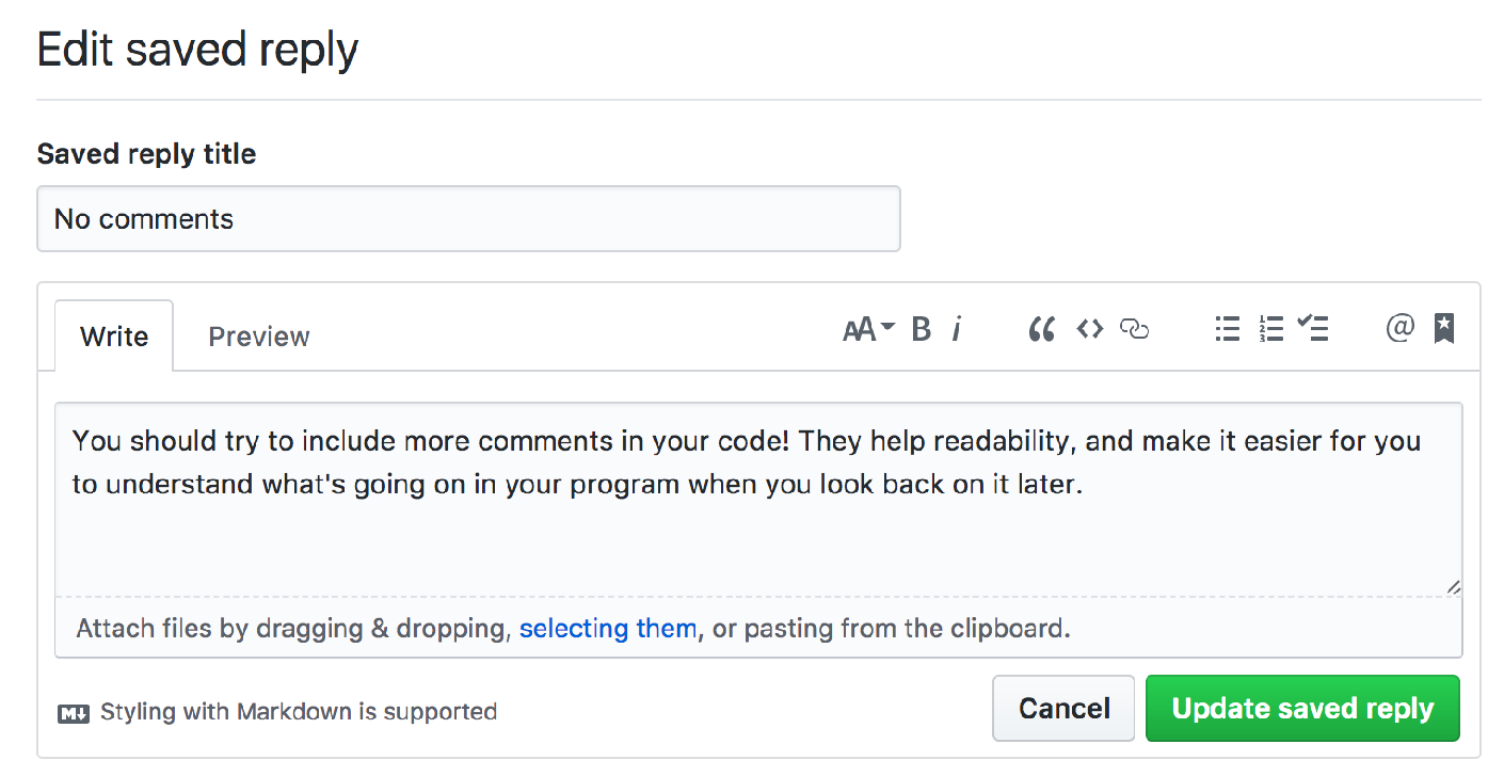 Edit saved reply
Saved reply title
No comments
Write Preview AA B i @
You should try to include more comments in your code! They help readability, and make it easier for you
to understand what's going on in your program when you look back on it later.
Attach files by dragging & dropping, selecting them, or pasting from the clipboard.
M Styling with Markdown is supported
Cancel Update saved reply